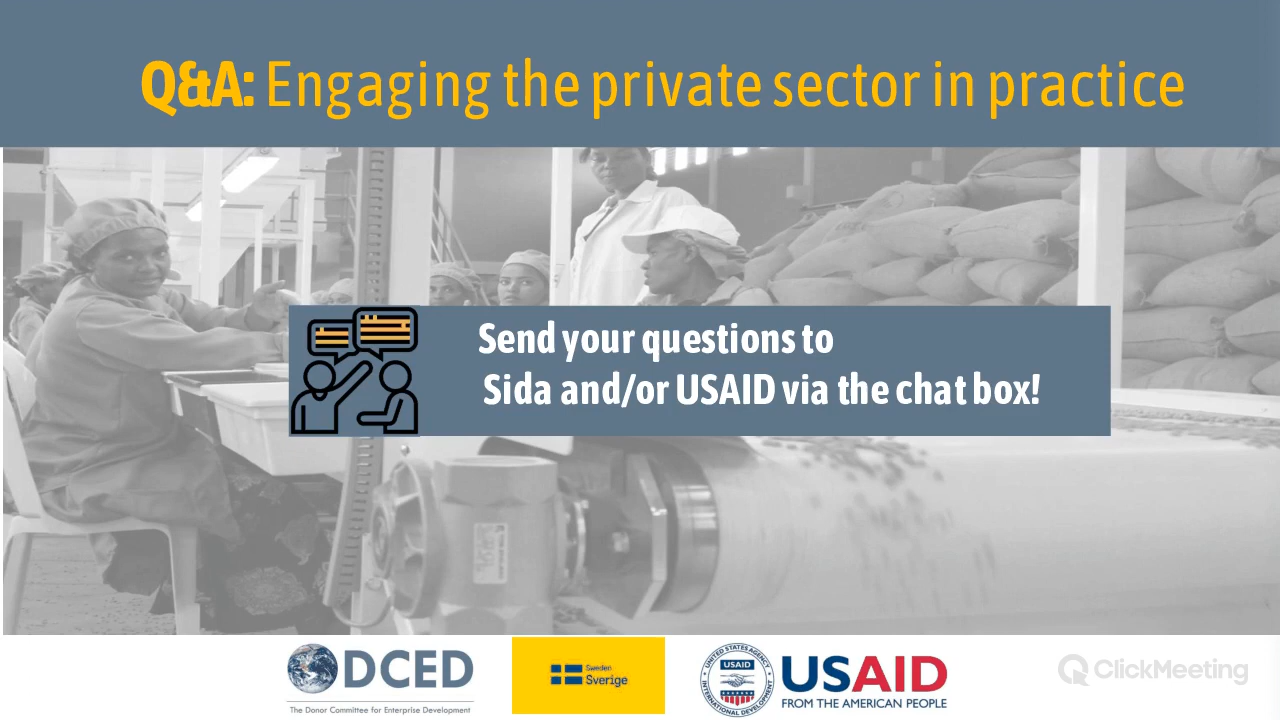 Q&A: Engaging the private sector in practice
Send your questions to
Sida and/or USAID via the chat box!
DCED
The Donor Committee for Enterprise Development
Sweden
Sverige
UNITED STATES AGENCY
USAID
INTERNATIONAL DEVELOPMENT
USAID
FROM THE AMERICAN PEOPLE
ClickMeeting